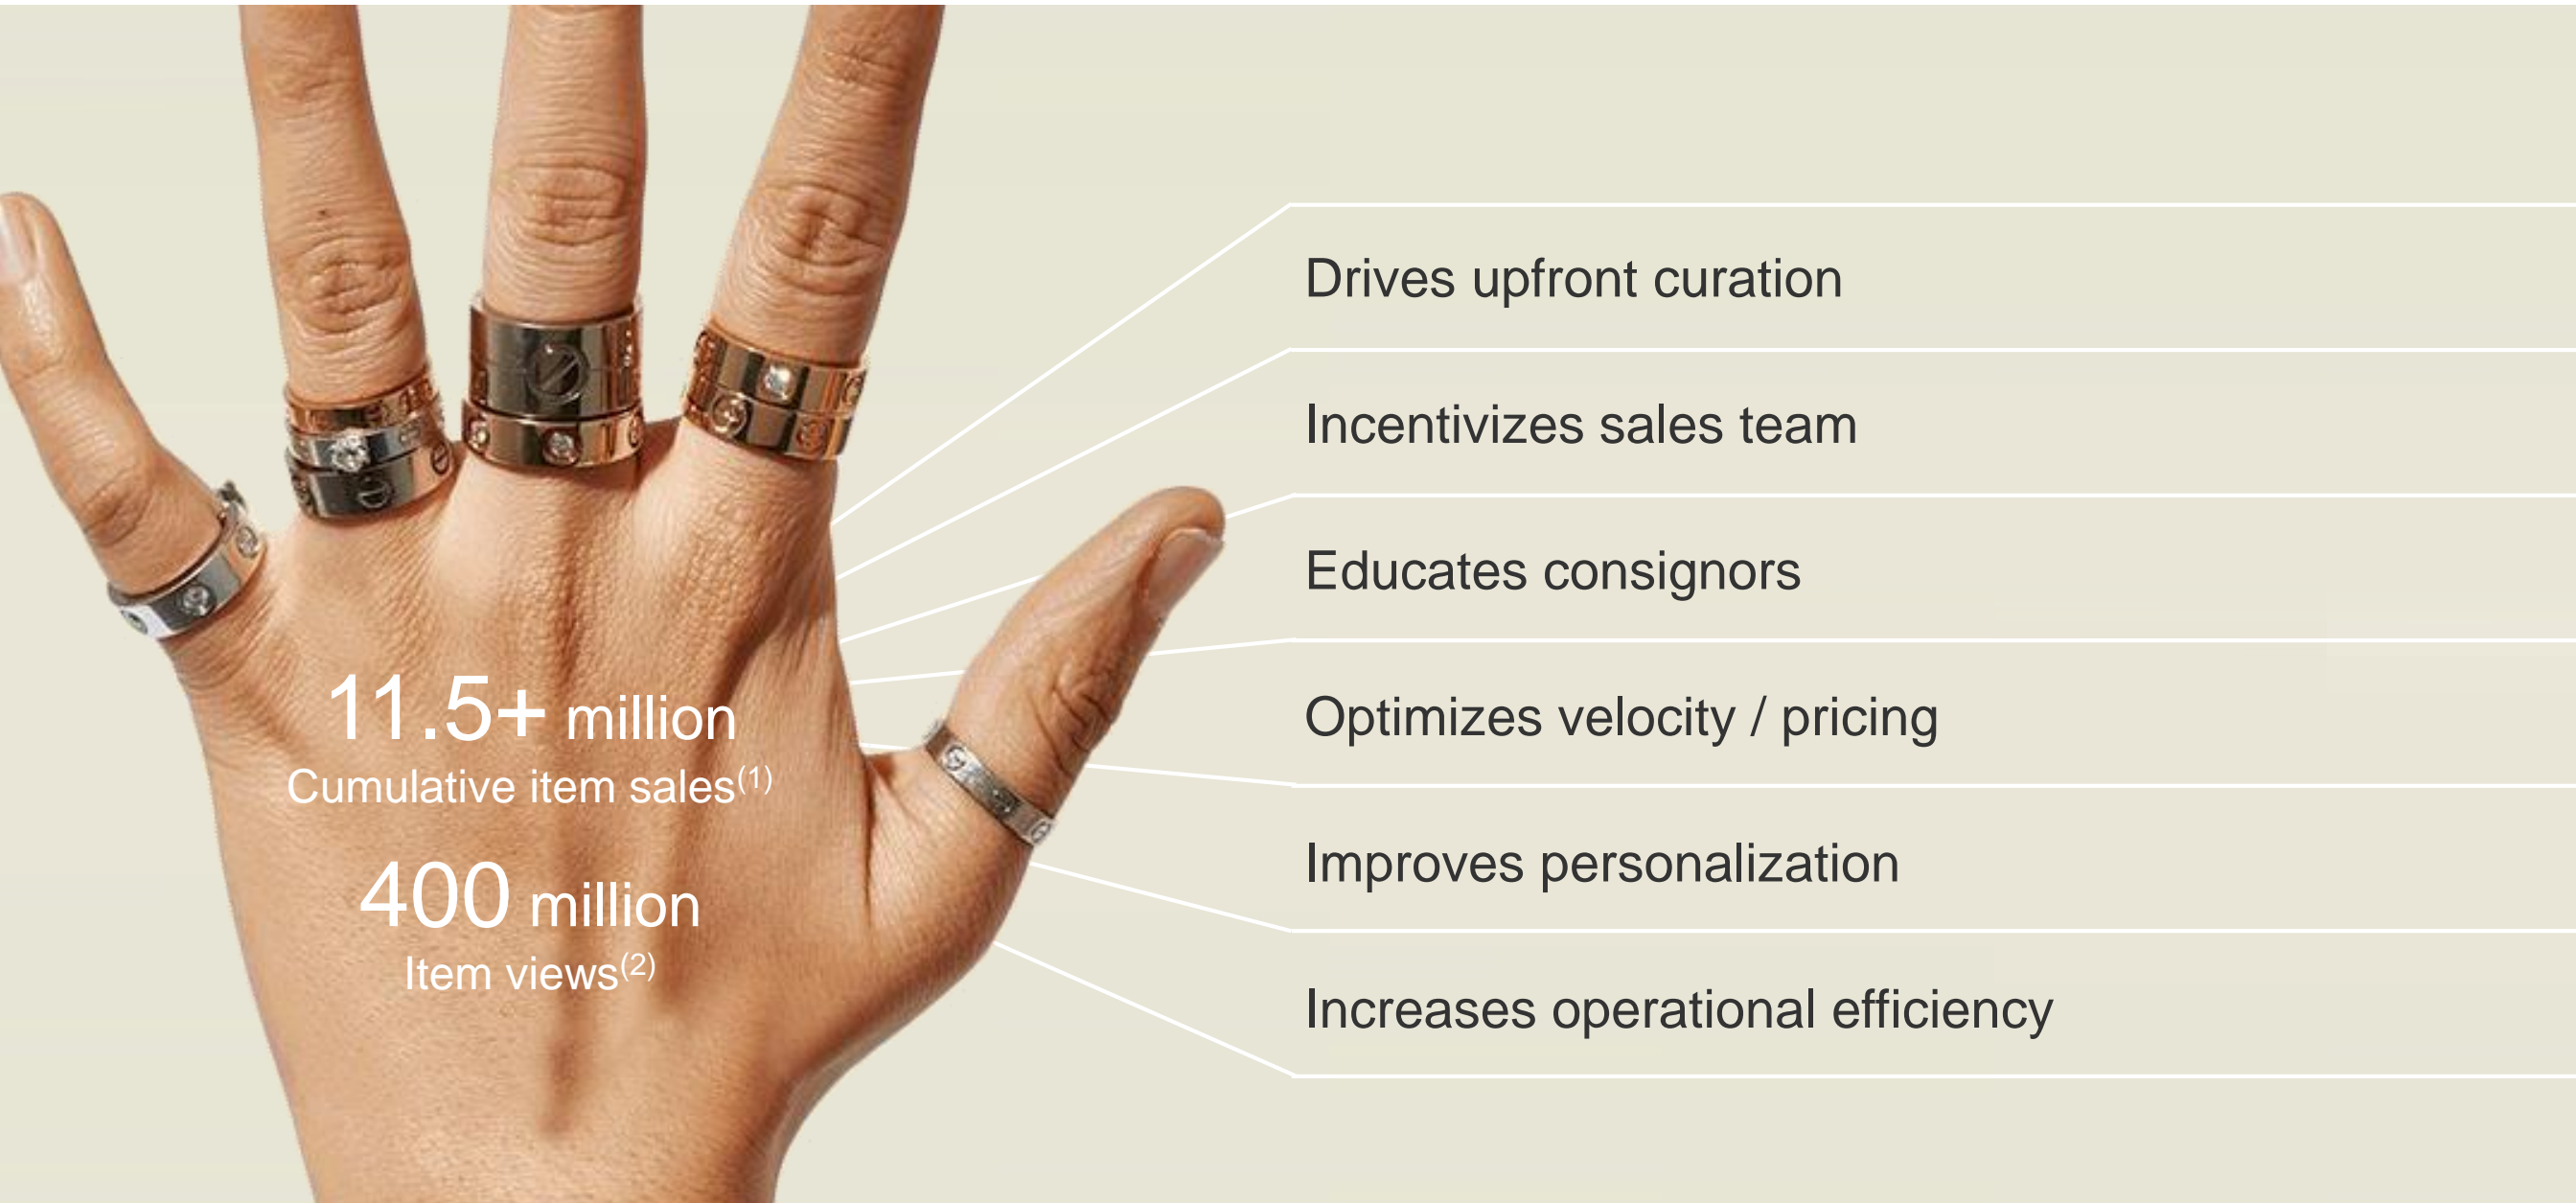 11.5+ million
Cumulative item sales(1)
400 million
Item views(2)
Drives upfront curation
Incentivizes sales team
Educates consignors
Optimizes velocity / pricing
Improves personalization
Increases operational efficiency